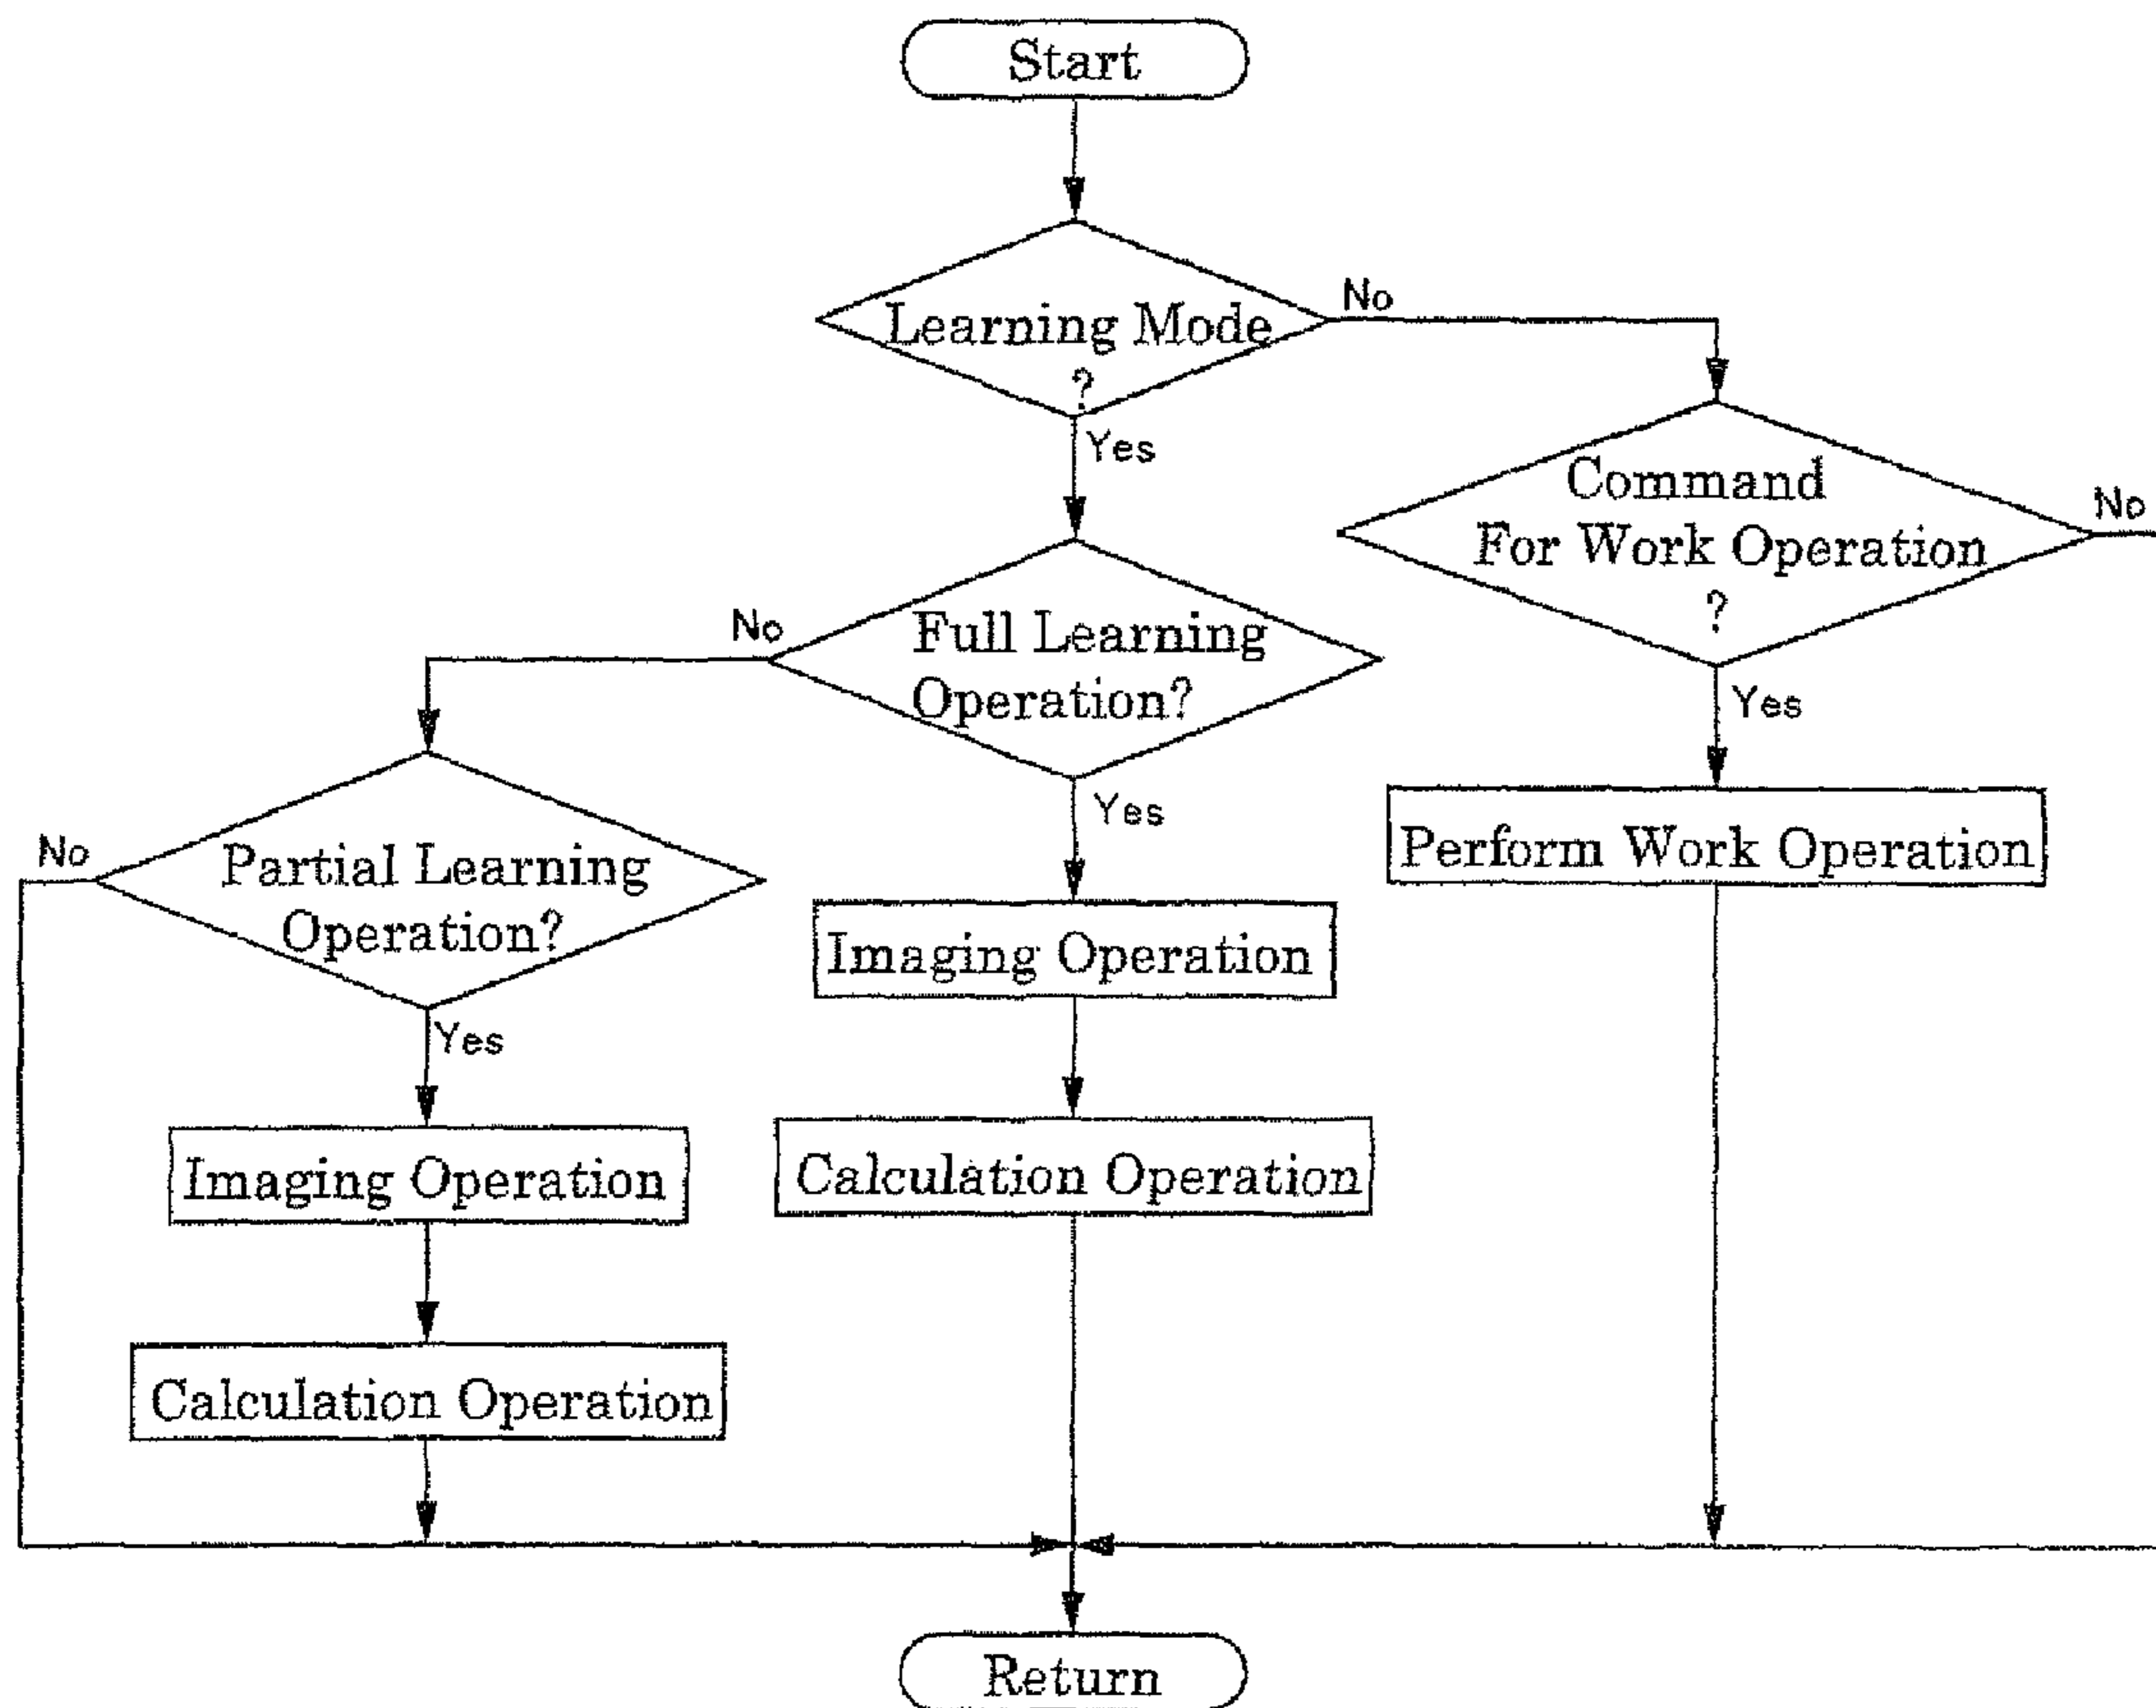 Start
Learning Mode
?
No
Yes
Command
For Work Operation
?
No
Yes
Full Learning
Operation?
No
Yes
Perform Work Operation
Partial Learning
Operation?
No
Yes
Imaging Operation
Calculation Operation
Imaging Operation
Calculation Operation
Return